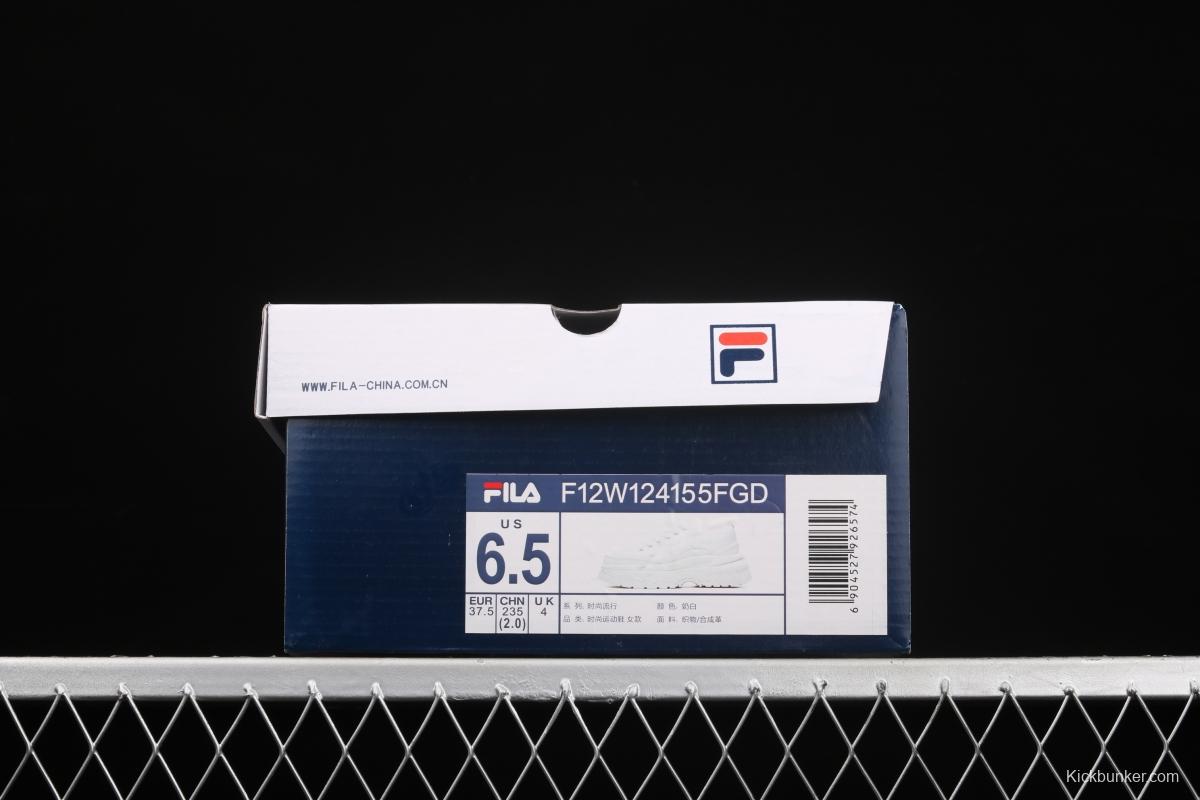 WWW.FILA-CHINA.COM.CN
F
FILA F12W124155FGD
US
6.5
EUR CHN UK
37.5 235 4
(2.0)
系 列: 时尚流行 颜 色: 奶白
品 类: 时尚运动鞋 女款 面 料: 织物/合成革
6 904527 926574
Kickbunker.com